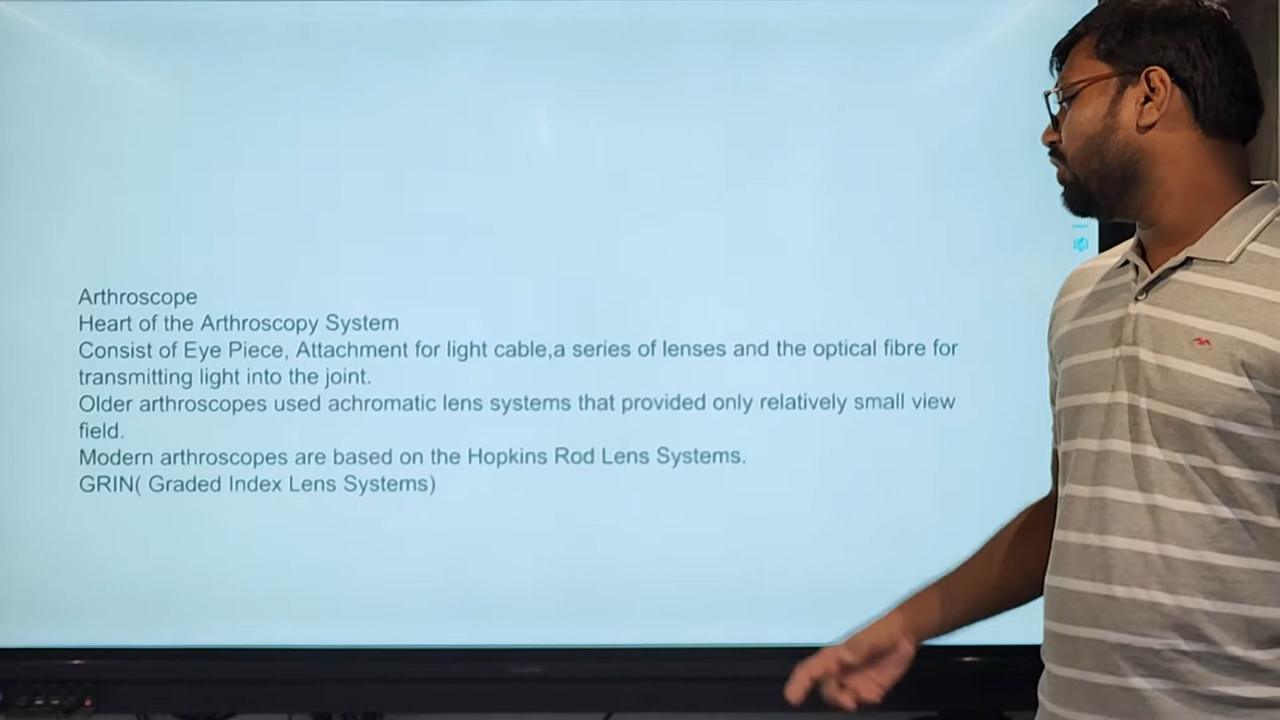 Arthroscope
Heart of the Arthroscopy System
Consist of Eye Piece, Attachment for light cable,a series of lenses and the optical fibre for
transmitting light into the joint.
Older arthroscopes used achromatic lens systems that provided only relatively small view
field.
Modern arthroscopes are based on the Hopkins Rod Lens Systems.
GRIN( Graded Index Lens Systems)